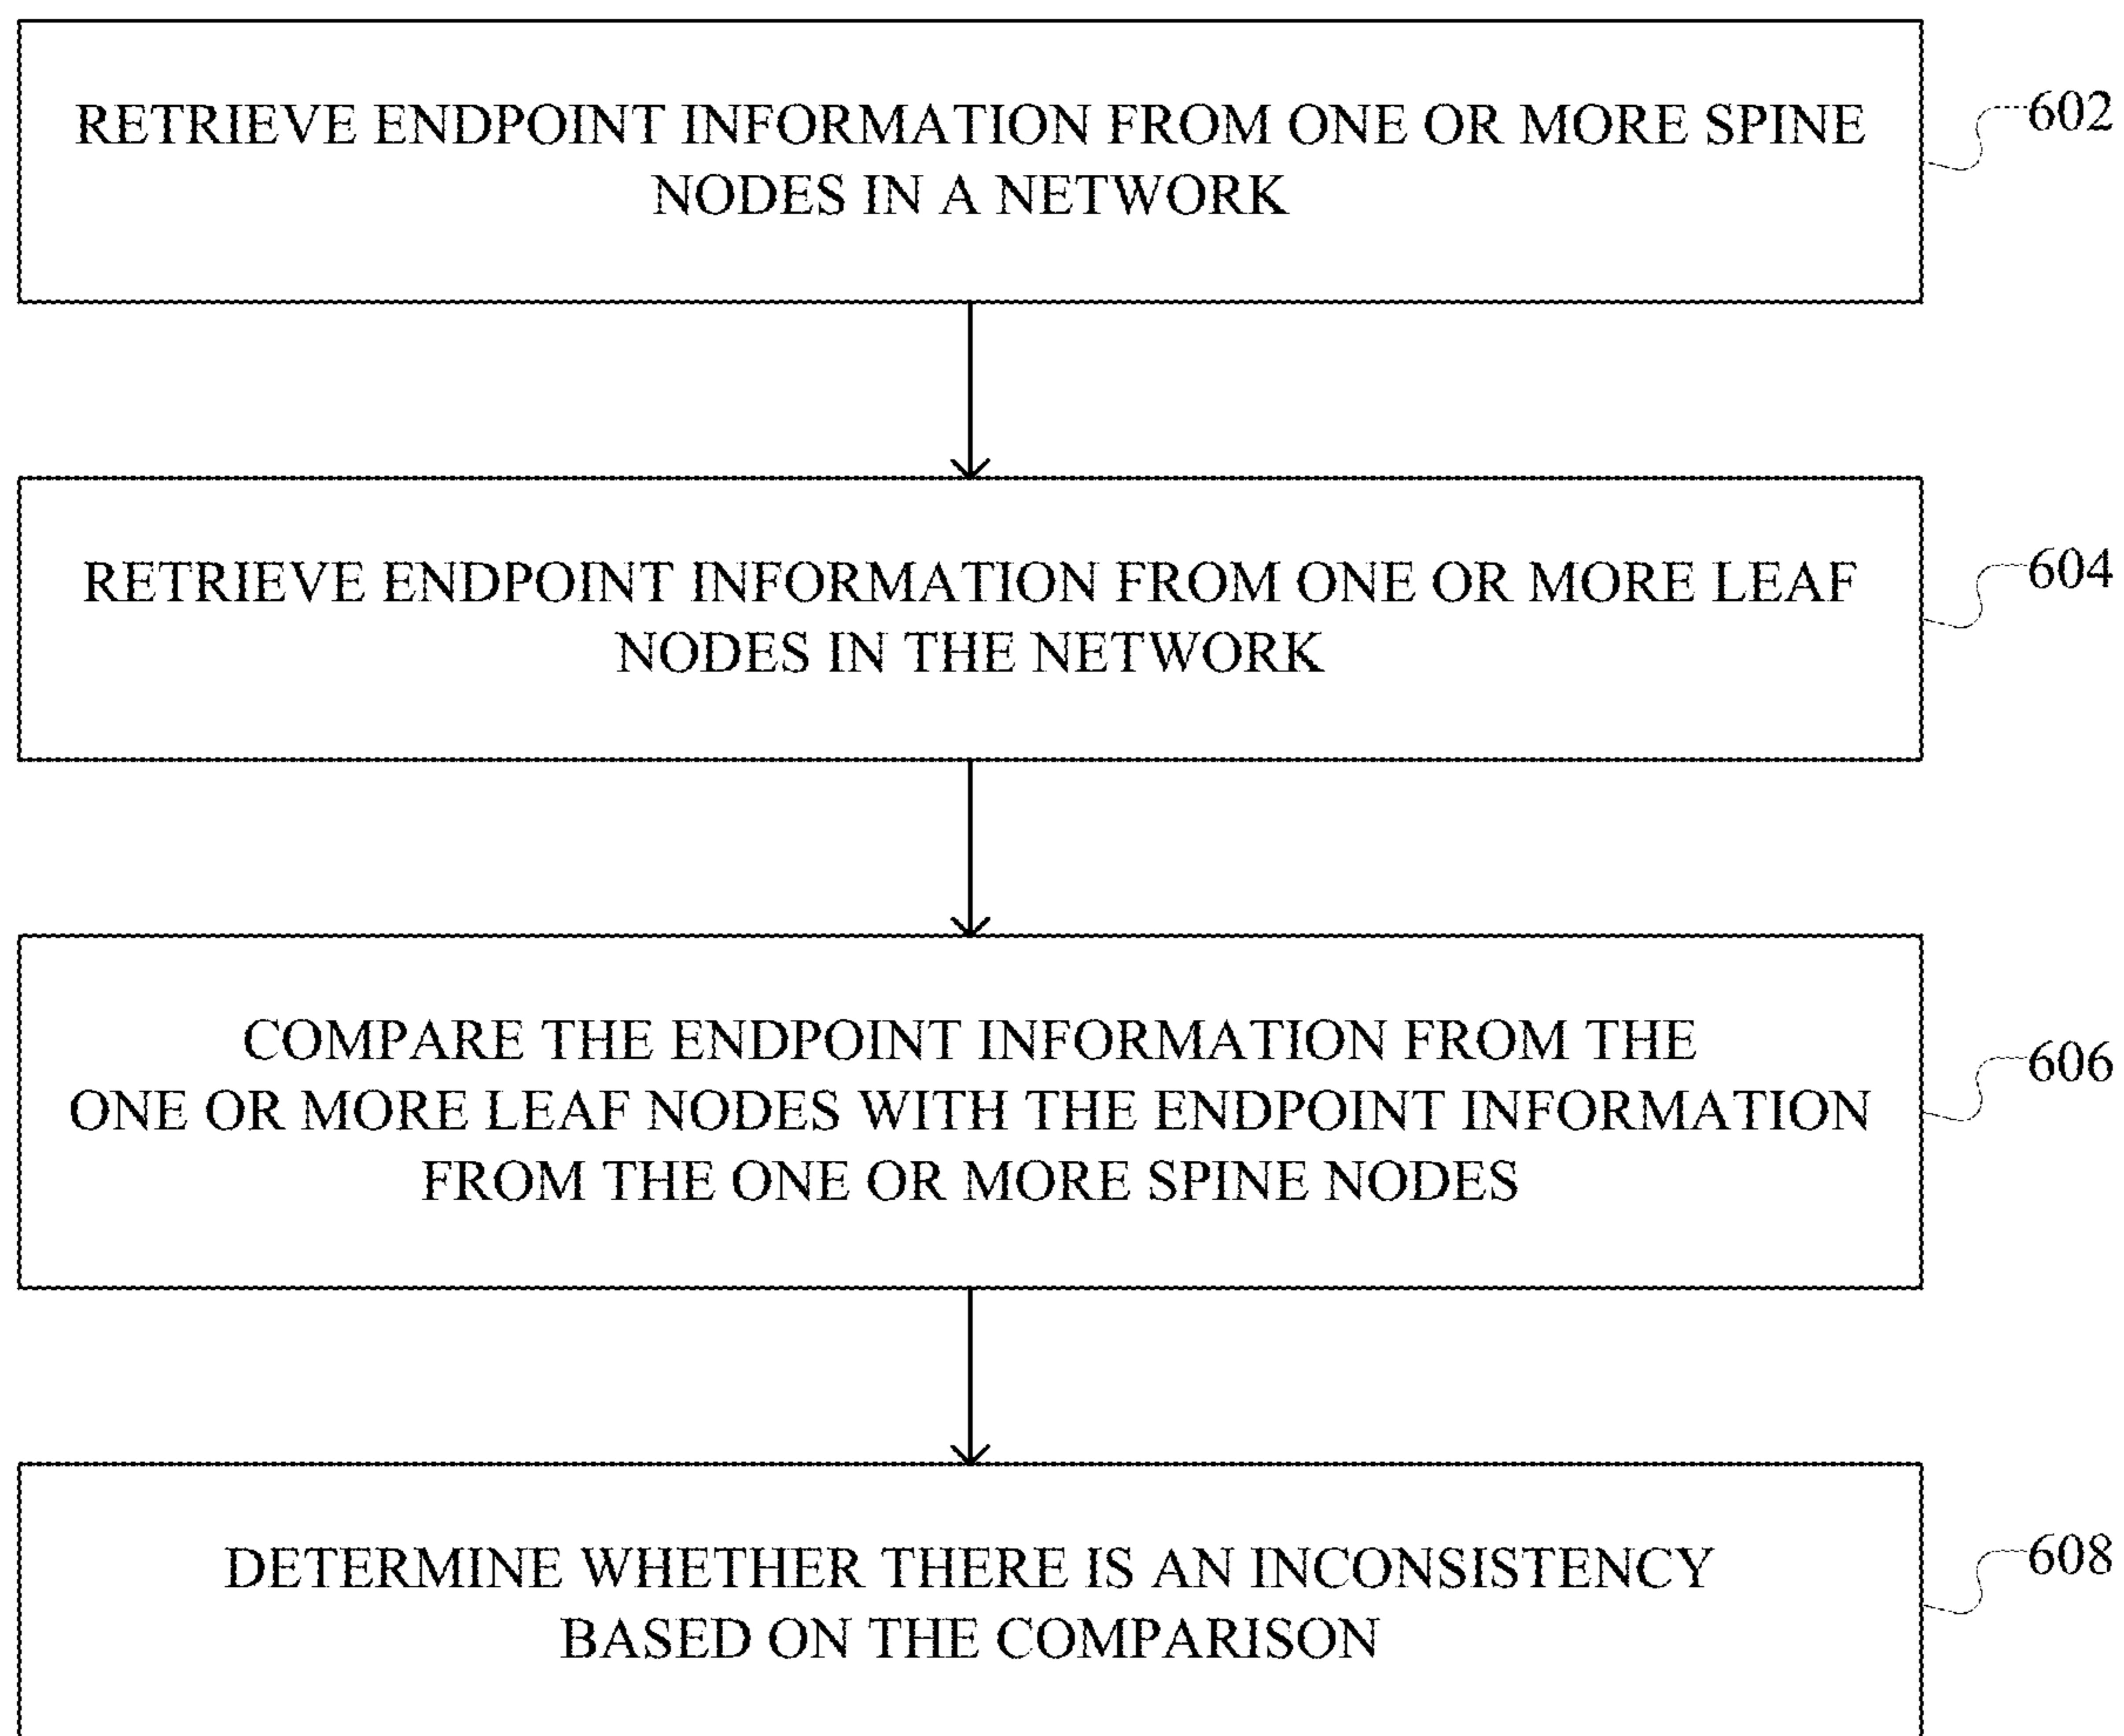 RETRIEVE ENDPOINT INFORMATION FROM ONE OR MORE SPINE
NODES IN A NETWORK
602
RETRIEVE ENDPOINT INFORMATION FROM ONE OR MORE LEAF
NODES IN THE NETWORK
604
COMPARE THE ENDPOINT INFORMATION FROM THE
ONE OR MORE LEAF NODES WITH THE ENDPOINT INFORMATION
FROM THE ONE OR MORE SPINE NODES
606
DETERMINE WHETHER THERE IS AN INCONSISTENCY
BASED ON THE COMPARISON
608